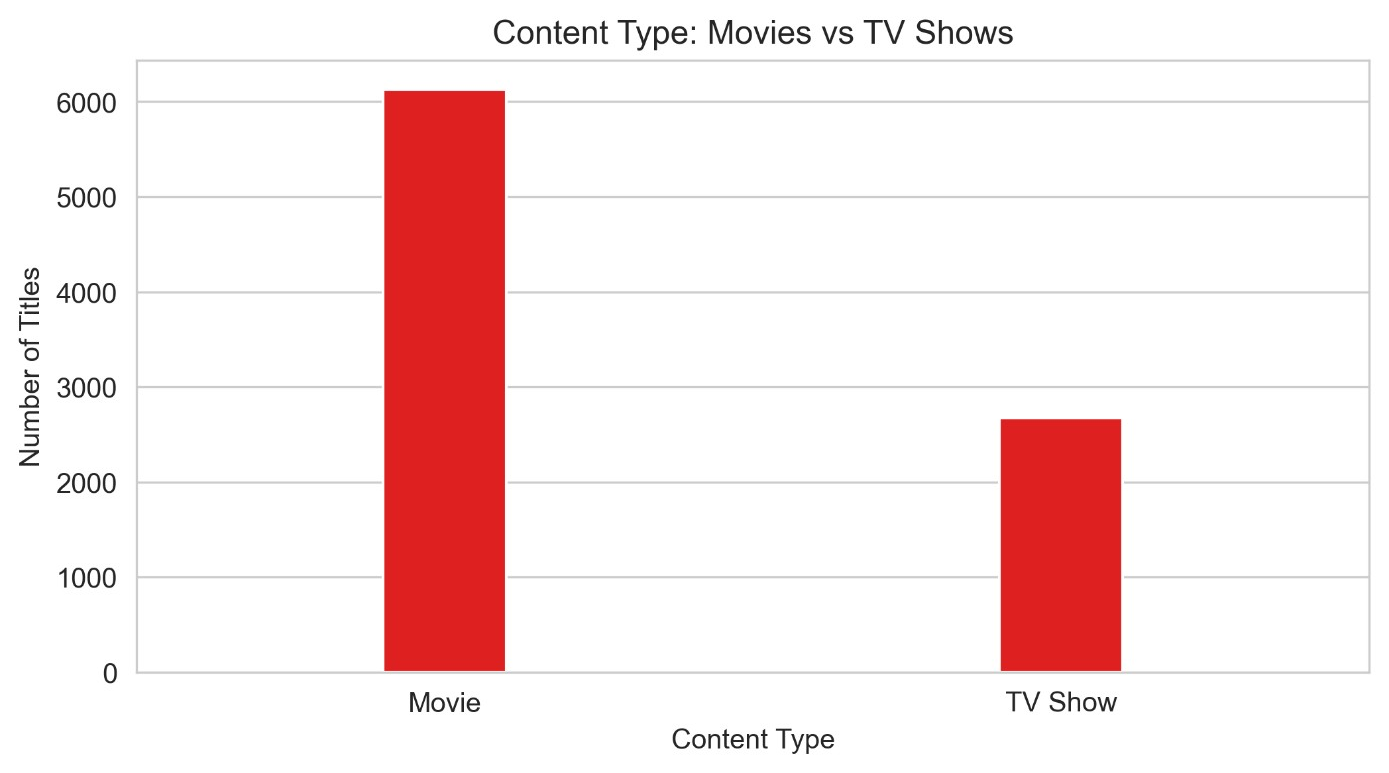 Content Type: Movies vs TV Shows
6000
5000
4000
3000
2000
1000
0
Number of Titles
Movie
TV Show
Content Type